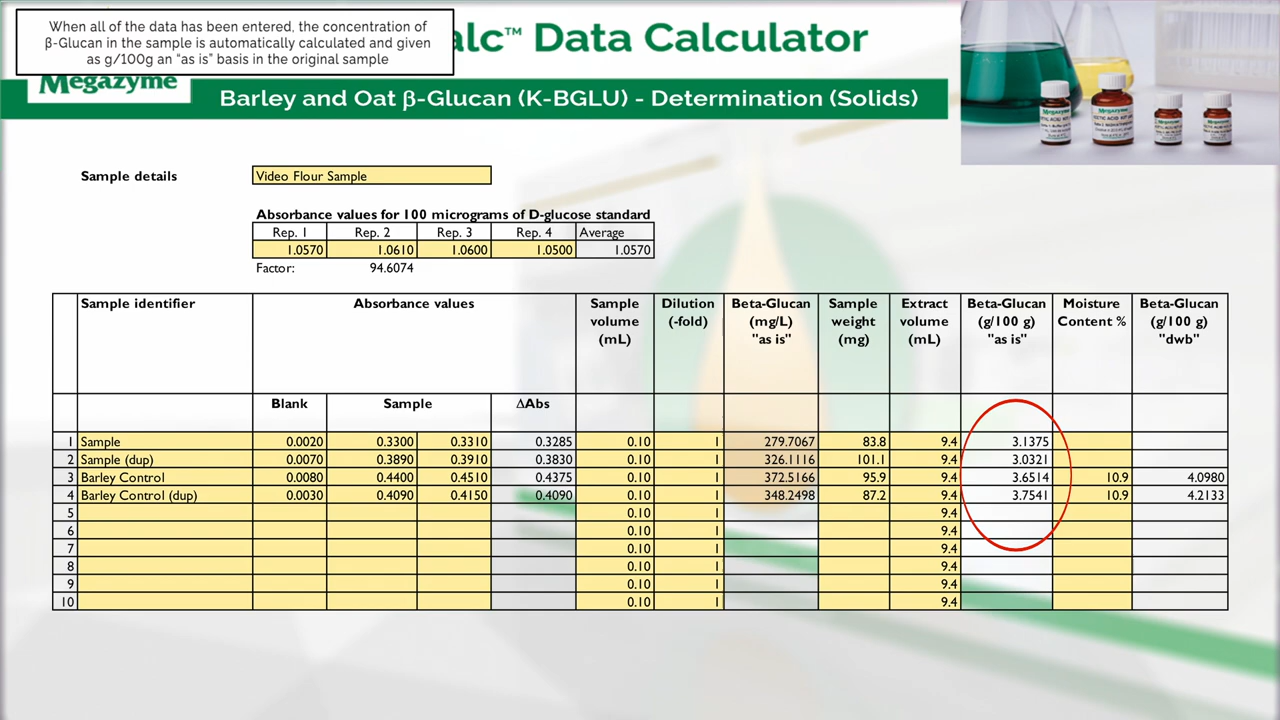 When all of the data has been entered, the concentration of
β-Glucan in the sample is automatically calculated and given
as g/100g an “as is” basis in the original sample
alc™ Data Calculator
Megazyme
Barley and Oat β-Glucan (K-BGLU) - Determination (Solids)
Sample details Video Flour Sample
Absorbance values for 100 micrograms of D-glucose standard
Rep. 1 Rep. 2 Rep. 3 Rep. 4 Average
1.0570 1.0610 1.0600 1.0500 1.0570
Factor: 94.6074
Sample identifier Absorbance values Sample Dilution Beta-Glucan Sample Extract Beta-Glucan Moisture Beta-Glucan
volume (-fold) (mg/L) weight volume (g/100 g) Content % (g/100 g)
(mL) "as is" (mg) (mL) "as is" "dwb"
Blank Sample ΔAbs
1 Sample 0.0020 0.3300 0.3310 0.3285 0.10 1 279.7067 83.8 9.4 3.1375
2 Sample (dup) 0.0070 0.3890 0.3910 0.3830 0.10 1 326.1116 101.1 9.4 3.0321
3 Barley Control 0.0080 0.4400 0.4510 0.4375 0.10 1 372.5166 95.9 9.4 3.6514 10.9 4.0980
4 Barley Control (dup) 0.0030 0.4090 0.4150 0.4090 0.10 1 348.2498 87.2 9.4 3.7541 10.9 4.2133
5 0.10 1 9.4
6 0.10 1 9.4
7 0.10 1 9.4
8 0.10 1 9.4
9 0.10 1 9.4
10 0.10 1 9.4